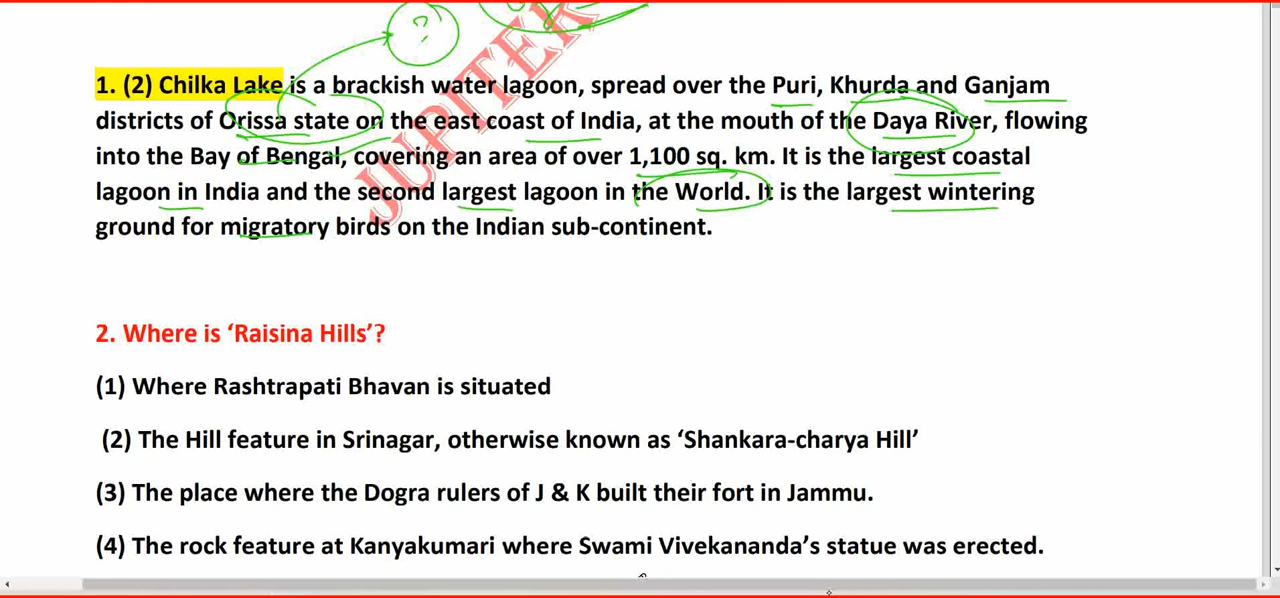 1. (2) Chilka Lake is a brackish water lagoon, spread over the Puri, Khurda and Ganjam
districts of Orissa state on the east coast of India, at the mouth of the Daya River, flowing
into the Bay of Bengal, covering an area of over 1,100 sq. km. It is the largest coastal
lagoon in India and the second largest lagoon in the World. It is the largest wintering
ground for migratory birds on the Indian sub-continent.
JUPITER
2. Where is ‘Raisina Hills’?
(1) Where Rashtrapati Bhavan is situated
(2) The Hill feature in Srinagar, otherwise known as ‘Shankara-charya Hill’
(3) The place where the Dogra rulers of J & K built their fort in Jammu.
(4) The rock feature at Kanyakumari where Swami Vivekananda’s statue was erected.